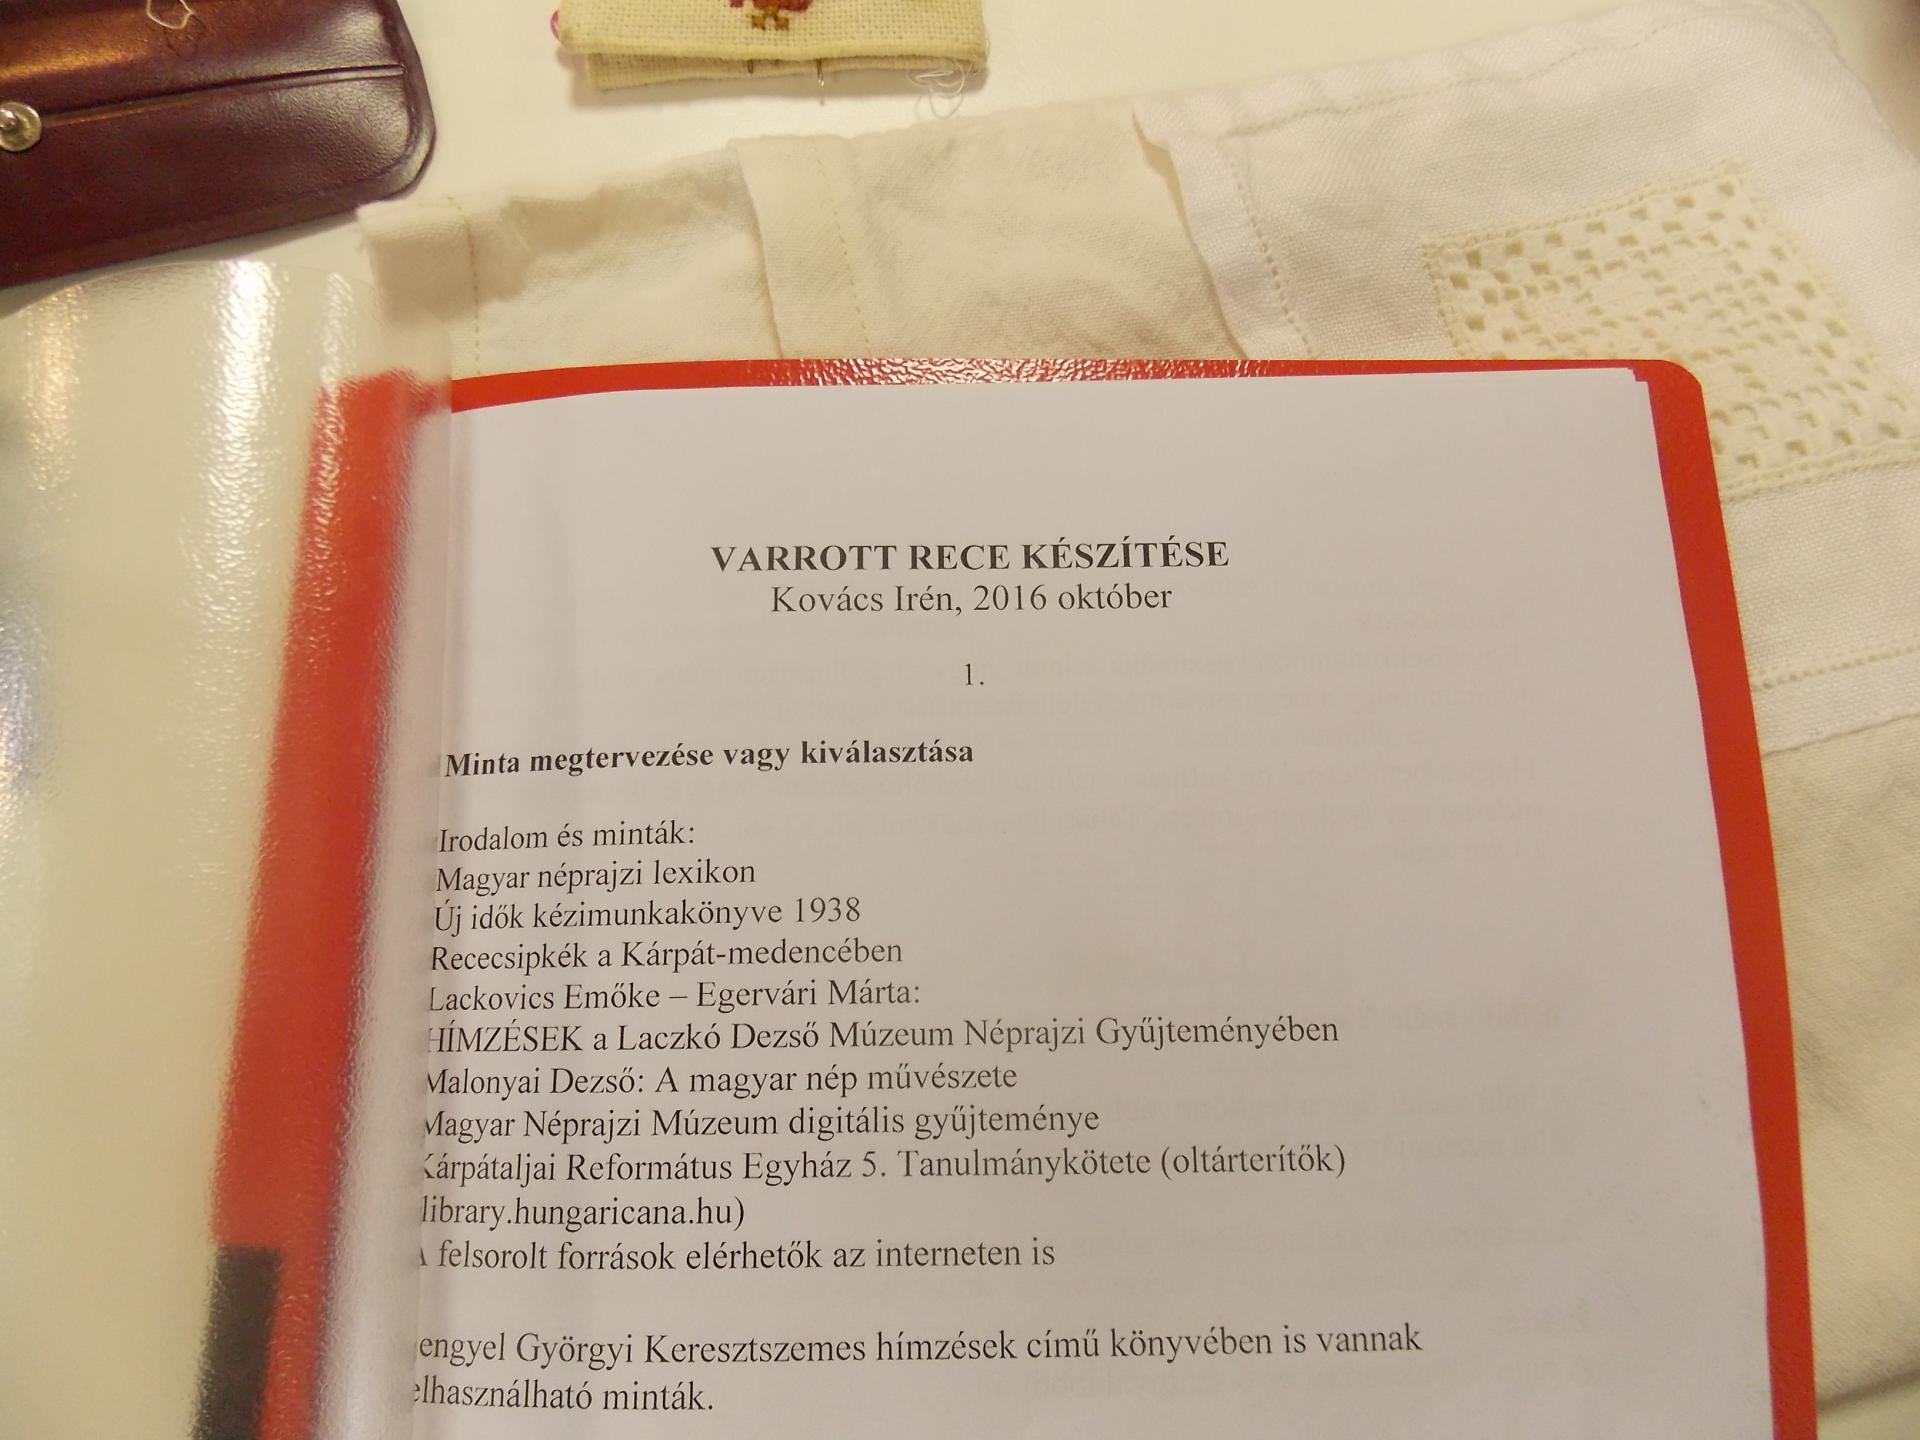 VARROTT RECE KÉSZÍTÉSE
Kovács Irén, 2016 október
1.
Minta megtervezése vagy kiválasztása
Irodalom és minták:
Magyar néprajzi lexikon
Új idők kézimunkakönyve 1938
Rececsipkék a Kárpát-medencében
Lackovics Emőke – Egervári Márta:
HÍMZÉSEK a Laczkó Dezső Múzeum Néprajzi Gyűjteményében
Malonyai Dezső: A magyar nép művészete
Magyar Néprajzi Múzeum digitális gyűjteménye
Kárpátaljai Református Egyház 5. Tanulmánykötete (oltárterítők)
library.hungaricana.hu)
A felsorolt források elérhetők az interneten is
engyel Györgyi Keresztszemes hímzések című könyvében is vannak
elhasználható minták.